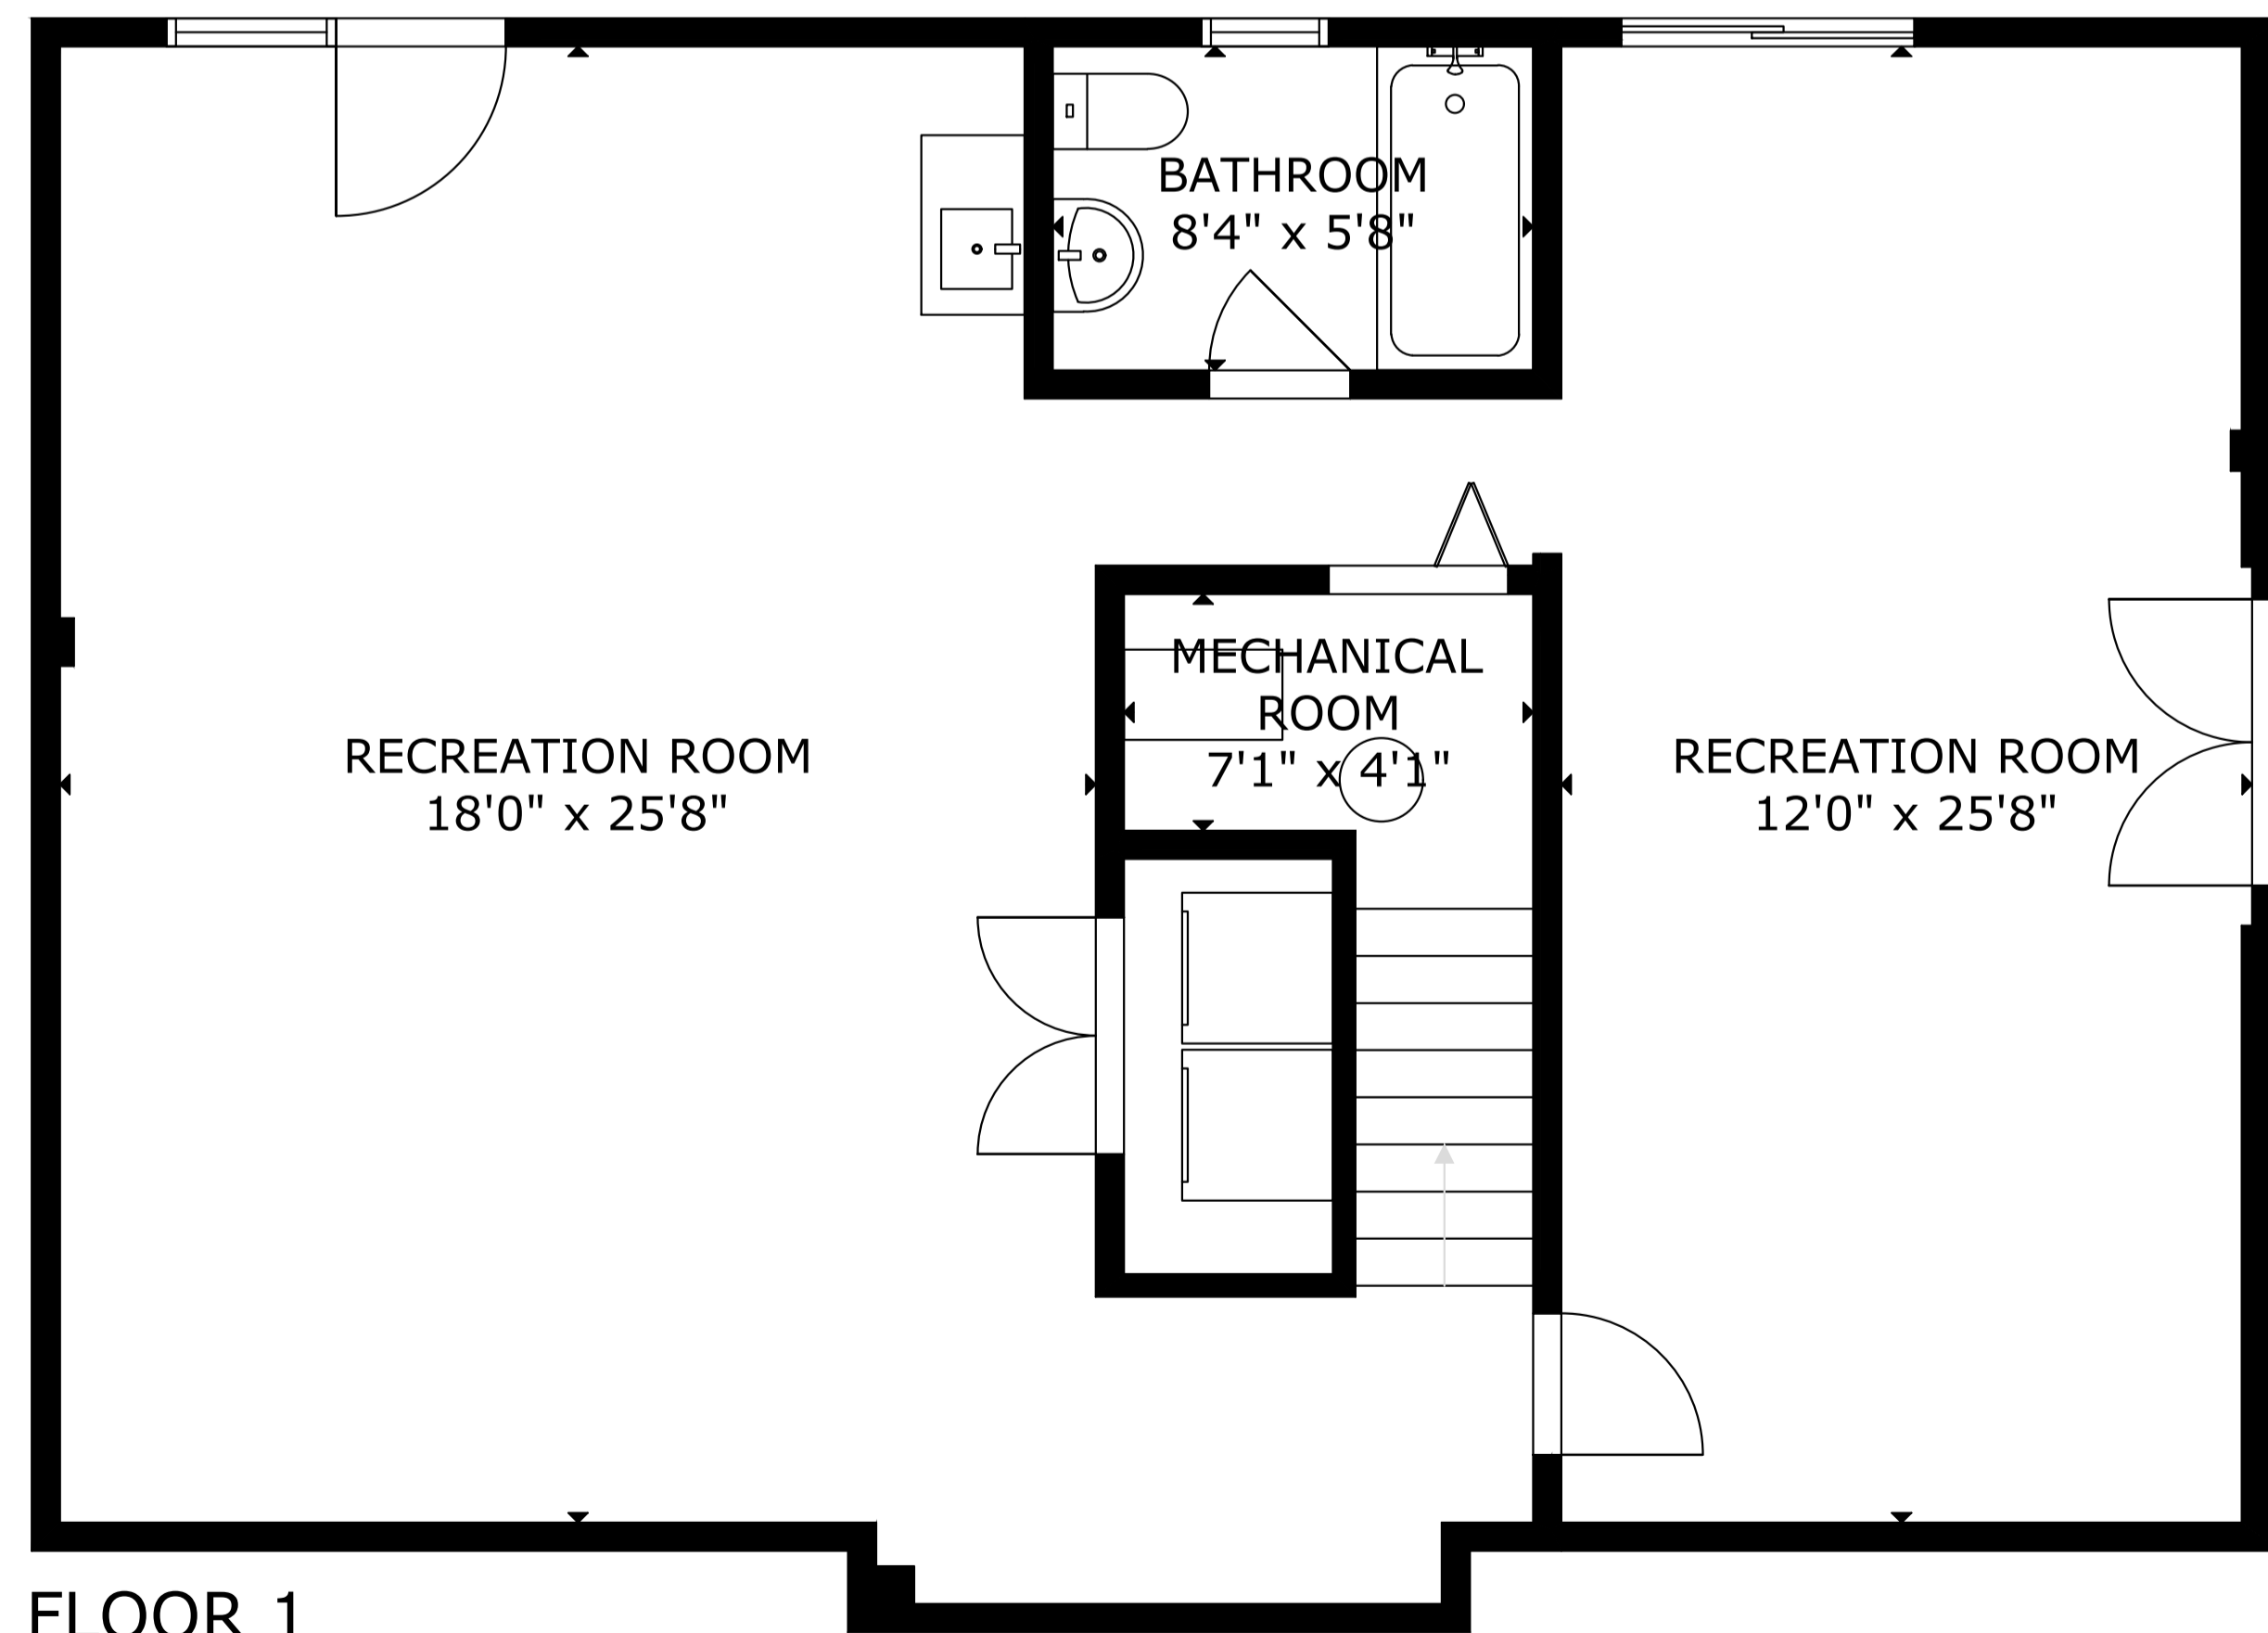 BATHROOM
8'4" x 5'8"
MECHANICAL
ROOM
7'1" x 4'1"
RECREATION ROOM
18'0" x 25'8"
RECREATION ROOM
12'0" x 25'8"
FLOOR 1